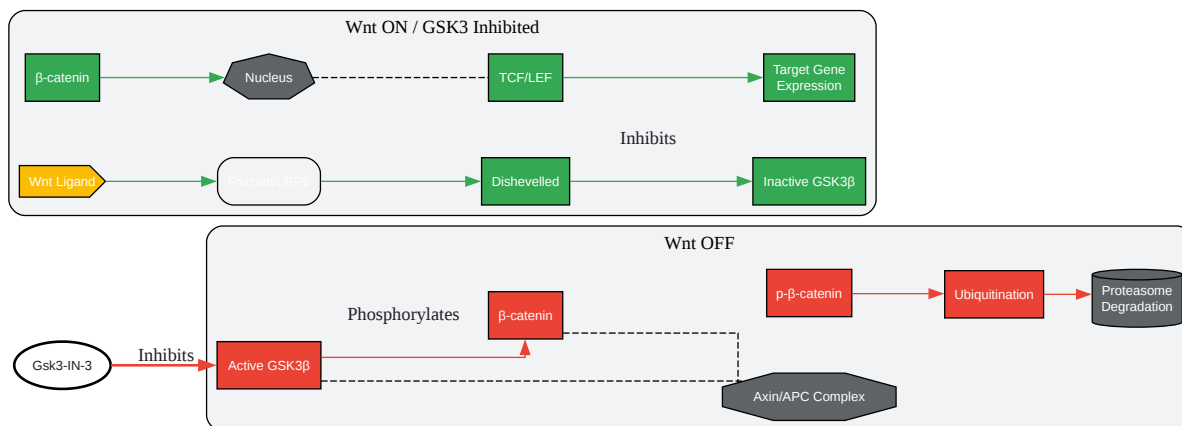 Wnt ON / GSK3 Inhibited
β-catenin
Nucleus
TCF/LEF
Target Gene
Expression
Inhibits
Wnt Ligand
Frizzled/LRP6
Dishevelled
Inactive GSK3β
Wnt OFF
p-β-catenin
Ubiquitination
Proteasome
Degradation
β-catenin
Phosphorylates
Gsk3-IN-3
Inhibits
Active GSK3β
Axin/APC Complex